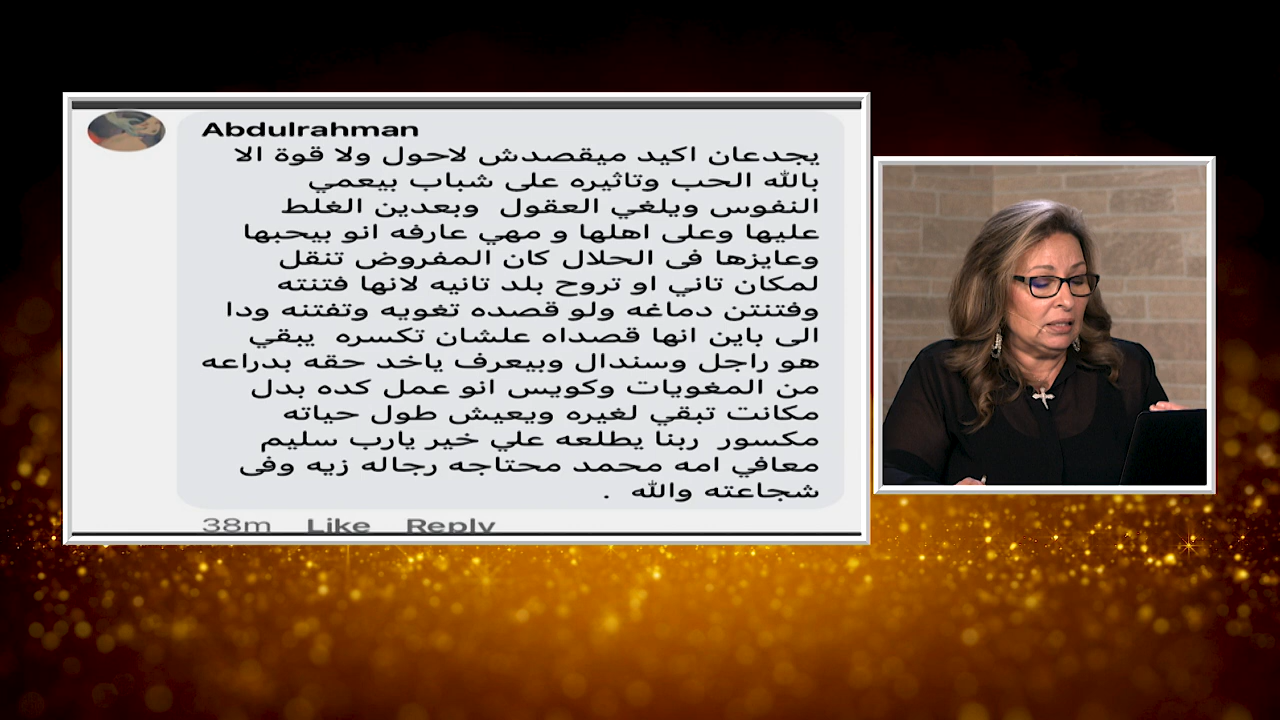 Abdulrahman
يجدعان اكيد ميقصدش لاحول ولا قوة الا
بالله الحب وتاثيره على شباب بيعمي
النفوس ويلغي العقول وبعدين الغلط
عليها وعلى اهلها و مهي عارفه انو بيحبها
وعايزها فى الحلال كان المفروض تنقل
لمكان تاني او تروح بلد تانيه لانها فتنته
وفتنتن دماغه ولو قصده تغويه وتفتنه ودا
الى باين انها قصداه علشان تكسره يبقي
هو راجل وسندال وبيعرف ياخد حقه بدراعه
من المغويات وكويس انو عمل كده بدل
مكانت تبقي لغيره ويعيش طول حياته
مكسور ربنا يطلعه علي خير يارب سليم
معافي امه محمد محتاجه رجاله زيه وفى
شجاعته والله .
38m Like Reply